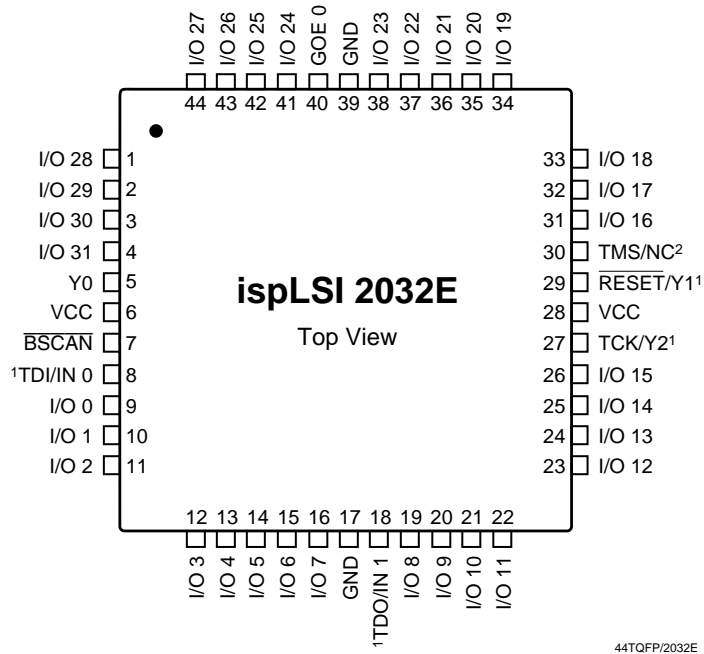 I/O 27
I/O 26
I/O 25
I/O 24
GOE 0
GND
I/O 23
I/O 22
I/O 21
I/O 20
I/O 19
44 43 42 41 40 39 38 37 36 35 34
I/O 28 1
I/O 29 2
I/O 30 3
I/O 31 4
Y0 5
VCC 6
BSCAN 7
¹TDI/IN 0 8
I/O 0 9
I/O 1 10
I/O 2 11
ispLSI 2032E
Top View
33 I/O 18
32 I/O 17
31 I/O 16
30 TMS/NC²
29 RESET/Y1¹
28 VCC
27 TCK/Y2¹
26 I/O 15
25 I/O 14
24 I/O 13
23 I/O 12
12 13 14 15 16 17 18 19 20 21 22
I/O 3
I/O 4
I/O 5
I/O 6
I/O 7
GND
¹TDO/IN 1
I/O 8
I/O 9
I/O 10
I/O 11
44TQFP/2032E